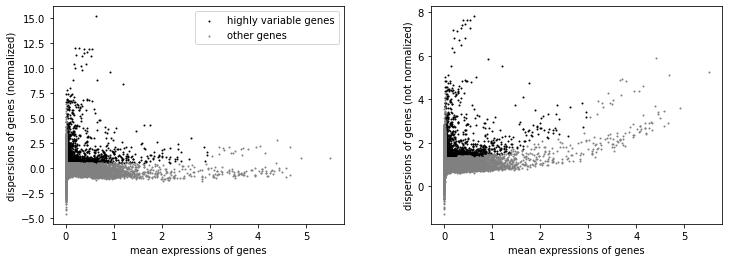 dispersions of genes (normalized)
15.0
12.5
10.0
7.5
5.0
2.5
0.0
−2.5
−5.0
highly variable genes
other genes
0 1 2 3 4 5
mean expressions of genes
dispersions of genes (not normalized)
8
6
4
2
0
0 1 2 3 4 5
mean expressions of genes